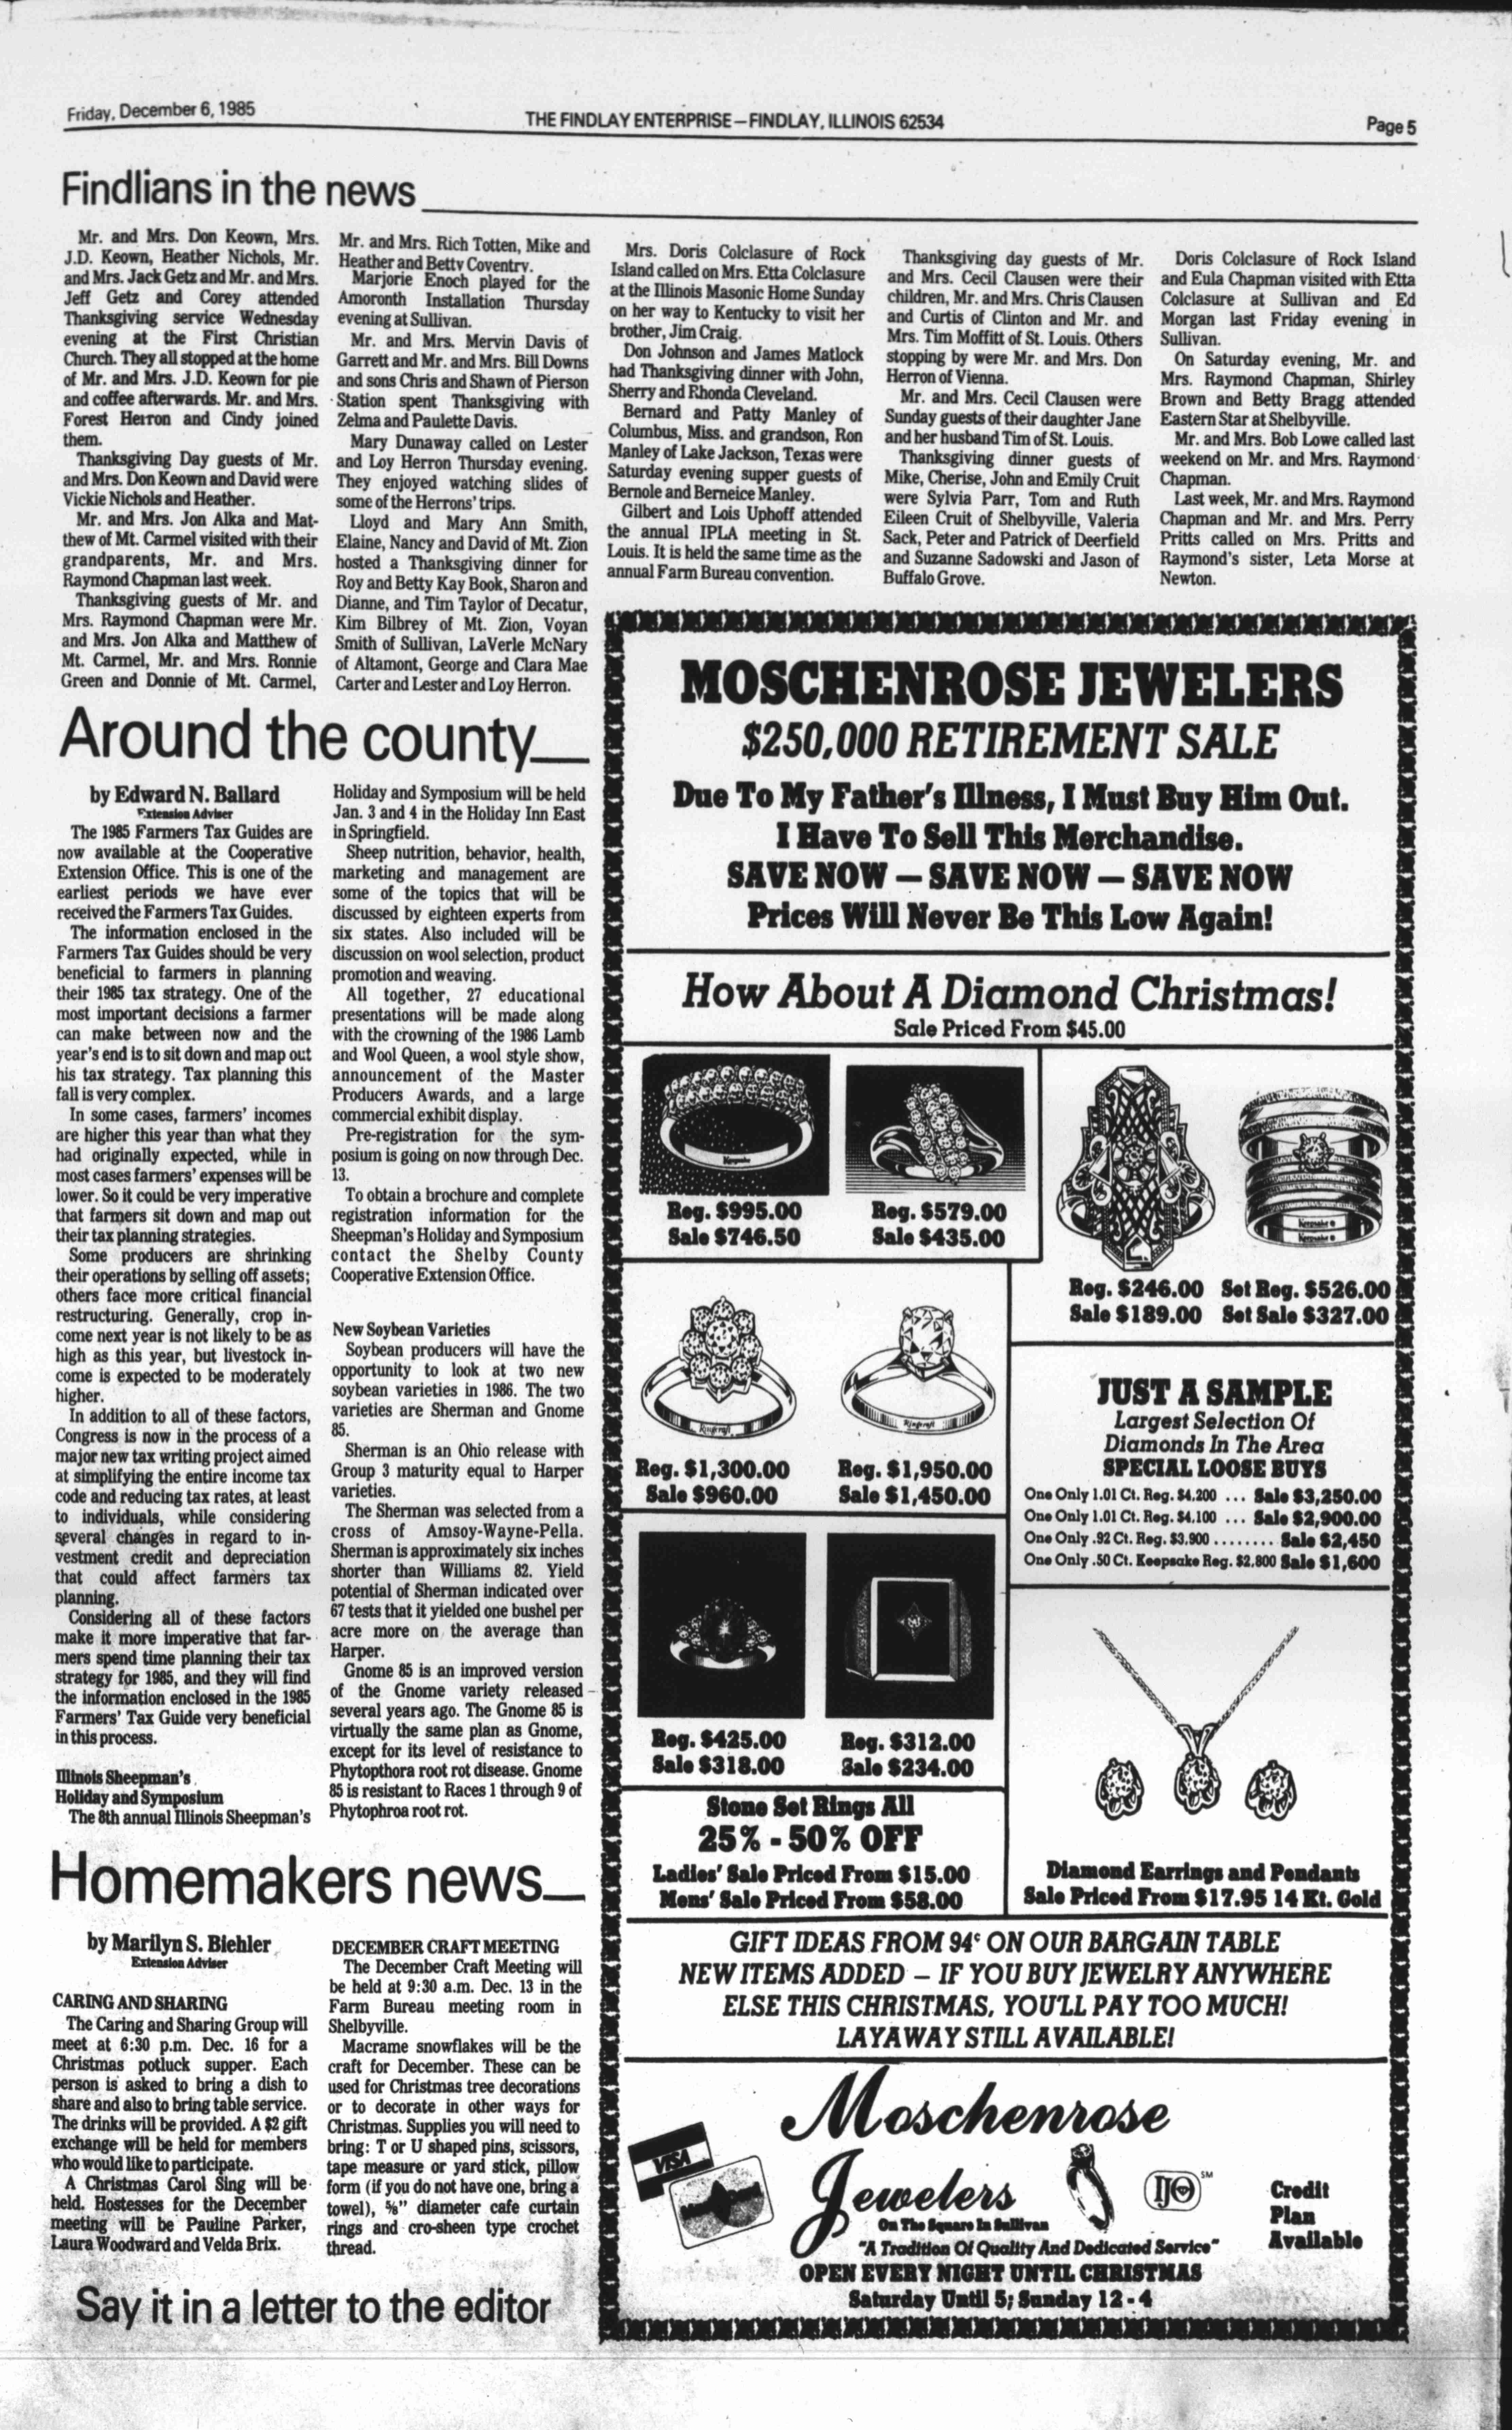 Friday, December 6, 1985
THE FINDLAY ENTERPRISE—FINDLAY, ILLINOIS 62534
Page 5
Findlians in the news
Mr. and Mrs. Don Keown, Mrs.
J.D. Keown, Heather Nichols, Mr.
and Mrs. Jack Getz and Mr. and Mrs.
Jeff Getz and Corey attended
Thanksgiving service Wednesday
evening at the First Christian
Church. They all stopped at the home
of Mr. and Mrs. J.D. Keown for pie
and coffee afterwards. Mr. and Mrs.
Forest Herron and Cindy joined
them.
Thanksgiving Day guests of Mr.
and Mrs. Don Keown and David were
Vickie Nichols and Heather.
Mr. and Mrs. Jon Alka and Mat-
thew of Mt. Carmel visited with their
grandparents, Mr. and Mrs.
Raymond Chapman last week.
Thanksgiving guests of Mr. and
Mrs. Raymond Chapman were Mr.
and Mrs. Jon Alka and Matthew of
Mt. Carmel, Mr. and Mrs. Ronnie
Green and Donnie of Mt. Carmel,
Mr. and Mrs. Rich Totten, Mike and
Heather and Betty Coventry.
Marjorie Enoch played for the
Amoronth Installation Thursday
evening at Sullivan.
Mr. and Mrs. Mervin Davis of
Garrett and Mr. and Mrs. Bill Downs
and sons Chris and Shawn of Pierson
Station spent Thanksgiving with
Zelma and Paulette Davis.
Mary Dunaway called on Lester
and Loy Herron Thursday evening.
They enjoyed watching slides of
some of the Herrons' trips.
Lloyd and Mary Ann Smith,
Elaine, Nancy and David of Mt. Zion
hosted a Thanksgiving dinner for
Roy and Betty Kay Book, Sharon and
Dianne, and Tim Taylor of Decatur,
Kim Bilbrey of Mt. Zion, Voyan
Smith of Sullivan, LaVerle McNary
of Altamont, George and Clara Mae
Carter and Lester and Loy Herron.
Mrs. Doris Colclasure of Rock
Island called on Mrs. Etta Colclasure
at the Illinois Masonic Home Sunday
on her way to Kentucky to visit her
brother, Jim Craig.
Don Johnson and James Matlock
had Thanksgiving dinner with John,
Sherry and Rhonda Cleveland.
Bernard and Patty Manley of
Columbus, Miss. and grandson, Ron
Manley of Lake Jackson, Texas were
Saturday evening supper guests of
Bernole and Berneice Manley.
Gilbert and Lois Uphoff attended
the annual IPLA meeting in St.
Louis. It is held the same time as the
annual Farm Bureau convention.
Thanksgiving day guests of Mr.
and Mrs. Cecil Clausen were their
children, Mr. and Mrs. Chris Clausen
and Curtis of Clinton and Mr. and
Mrs. Tim Moffitt of St. Louis. Others
stopping by were Mr. and Mrs. Don
Herron of Vienna.
Mr. and Mrs. Cecil Clausen were
Sunday guests of their daughter Jane
and her husband Tim of St. Louis.
Thanksgiving dinner guests of
Mike, Cherise, John and Emily Cruit
were Sylvia Parr, Tom and Ruth
Eileen Cruit of Shelbyville, Valeria
Sack, Peter and Patrick of Deerfield
and Suzanne Sadowski and Jason of
Buffalo Grove.
Doris Colclasure of Rock Island
and Eula Chapman visited with Etta
Colclasure at Sullivan and Ed
Morgan last Friday evening in
Sullivan.
On Saturday evening, Mr. and
Mrs. Raymond Chapman, Shirley
Brown and Betty Bragg attended
Eastern Star at Shelbyville.
Mr. and Mrs. Bob Lowe called last
weekend on Mr. and Mrs. Raymond
Chapman.
Last week, Mr. and Mrs. Raymond
Chapman and Mr. and Mrs. Perry
Pritts called on Mrs. Pritts and
Raymond's sister, Leta Morse at
Newton.
Around the county
by Edward N. Ballard
Extension Adviser
The 1985 Farmers Tax Guides are
now available at the Cooperative
Extension Office. This is one of the
earliest periods we have ever
received the Farmers Tax Guides.
The information enclosed in the
Farmers Tax Guides should be very
beneficial to farmers in planning
their 1985 tax strategy. One of the
most important decisions a farmer
can make between now and the
year's end is to sit down and map out
his tax strategy. Tax planning this
fall is very complex.
In some cases, farmers' incomes
are higher this year than what they
had originally expected, while in
most cases farmers' expenses will be
lower. So it could be very imperative
that farmers sit down and map out
their tax planning strategies.
Some producers are shrinking
their operations by selling off assets;
others face more critical financial
restructuring. Generally, crop in-
come next year is not likely to be as
high as this year, but livestock in-
come is expected to be moderately
higher.
In addition to all of these factors,
Congress is now in the process of a
major new tax writing project aimed
at simplifying the entire income tax
code and reducing tax rates, at least
to individuals, while considering
several changes in regard to in-
vestment credit and depreciation
that could affect farmers tax
planning.
Considering all of these factors
make it more imperative that far-
mers spend time planning their tax
strategy for 1985, and they will find
the information enclosed in the 1985
Farmers' Tax Guide very beneficial
in this process.
Illinois Sheepman's
Holiday and Symposium
The 8th annual Illinois Sheepman's
Holiday and Symposium will be held
Jan. 3 and 4 in the Holiday Inn East
in Springfield.
Sheep nutrition, behavior, health,
marketing and management are
some of the topics that will be
discussed by eighteen experts from
six states. Also included will be
discussion on wool selection, product
promotion and weaving.
All together, 27 educational
presentations will be made along
with the crowning of the 1986 Lamb
and Wool Queen, a wool style show,
announcement of the Master
Producers Awards, and a large
commercial exhibit display.
Pre-registration for the sym-
posium is going on now through Dec.
13.
To obtain a brochure and complete
registration information for the
Sheepman's Holiday and Symposium
contact the Shelby County
Cooperative Extension Office.
New Soybean Varieties
Soybean producers will have the
opportunity to look at two new
soybean varieties in 1986. The two
varieties are Sherman and Gnome
85.
Sherman is an Ohio release with
Group 3 maturity equal to Harper
varieties.
The Sherman was selected from a
cross of Amsoy-Wayne-Pella.
Sherman is approximately six inches
shorter than Williams 82. Yield
potential of Sherman indicated over
67 tests that it yielded one bushel per
acre more on the average than
Harper.
Gnome 85 is an improved version
of the Gnome variety released
several years ago. The Gnome 85 is
virtually the same plan as Gnome,
except for its level of resistance to
Phytopthora root rot disease. Gnome
85 is resistant to Races 1 through 9 of
Phytophroa root rot.
Homemakers news
by Marilyn S. Biehler
Extension Adviser
CARING AND SHARING
The Caring and Sharing Group will
meet at 6:30 p.m. Dec. 16 for a
Christmas potluck supper. Each
person is asked to bring a dish to
share and also to bring table service.
The drinks will be provided. A $2 gift
exchange will be held for members
who would like to participate.
A Christmas Carol Sing will be
held. Hostesses for the December
meeting will be Pauline Parker,
Laura Woodward and Velda Brix.
DECEMBER CRAFT MEETING
The December Craft Meeting will
be held at 9:30 a.m. Dec. 13 in the
Farm Bureau meeting room in
Shelbyville.
Macrame snowflakes will be the
craft for December. These can be
used for Christmas tree decorations
or to decorate in other ways for
Christmas. Supplies you will need to
bring: T or U shaped pins, scissors,
tape measure or yard stick, pillow
form (if you do not have one, bring a
towel), ⅝" diameter cafe curtain
rings and cro-sheen type crochet
thread.
Say it in a letter to the editor
MOSCHENROSE JEWELERS
$250,000 RETIREMENT SALE
Due To My Father's Illness, I Must Buy Him Out.
I Have To Sell This Merchandise.
SAVE NOW — SAVE NOW — SAVE NOW
Prices Will Never Be This Low Again!
How About A Diamond Christmas!
Sale Priced From $45.00
Keepsake
Reg. $995.00
Sale $746.50
Reg. $579.00
Sale $435.00
Keepsake
Keepsake
Reg. $246.00 Set Reg. $526.00
Sale $189.00 Set Sale $327.00
Reg. $1,300.00
Sale $960.00
Reg. $1,950.00
Sale $1,450.00
JUST A SAMPLE
Largest Selection Of
Diamonds In The Area
SPECIAL LOOSE BUYS
One Only 1.01 Ct. Reg. $4,200 ... Sale $3,250.00
One Only 1.01 Ct. Reg. $4,100 ... Sale $2,900.00
One Only .92 Ct. Reg. $3,900 ........ Sale $2,450
One Only .50 Ct. Keepsake Reg. $2,800 Sale $1,600
Reg. $425.00
Sale $318.00
Reg. $312.00
Sale $234.00
Stone Set Rings All
25% - 50% OFF
Ladies' Sale Priced From $15.00
Mens' Sale Priced From $58.00
Diamond Earrings and Pendants
Sale Priced From $17.95 14 Kt. Gold
GIFT IDEAS FROM 94¢ ON OUR BARGAIN TABLE
NEW ITEMS ADDED — IF YOU BUY JEWELRY ANYWHERE
ELSE THIS CHRISTMAS, YOU'LL PAY TOO MUCH!
LAYAWAY STILL AVAILABLE!
VISA
Moschenrose
Jewelers
On The Square In Sullivan
IJO SM
Credit
Plan
Available
"A Tradition Of Quality And Dedicated Service"
OPEN EVERY NIGHT UNTIL CHRISTMAS
Saturday Until 5; Sunday 12 - 4